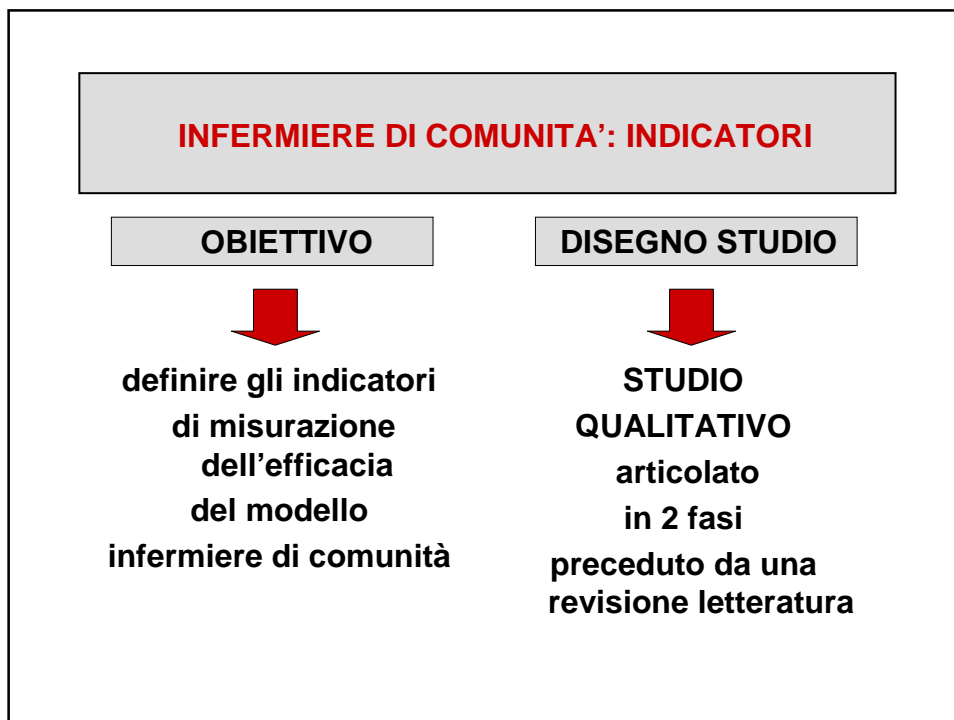 INFERMIERE DI COMUNITA’: INDICATORI
OBIETTIVO
definire gli indicatori
di misurazione
dell’efficacia
del modello
infermiere di comunità
DISEGNO STUDIO
STUDIO
QUALITATIVO
articolato
in 2 fasi
preceduto da una
revisione letteratura